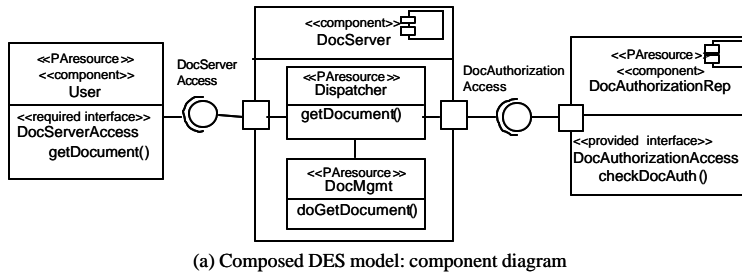 <<PAresource>>
<<component>>
User
<<required interface>>
DocServerAccess
getDocument()
DocServer
Access
<<component>>
DocServer
<<PAresource>>
Dispatcher
getDocument()
<<PAresource>>
DocMgmt
doGetDocument()
DocAuthorization
Access
<<PAresource>>
<<component>
DocAuthorizationRep
<<provided interface>>
DocAuthorizationAccess
checkDocAuth()
(a) Composed DES model: component diagram